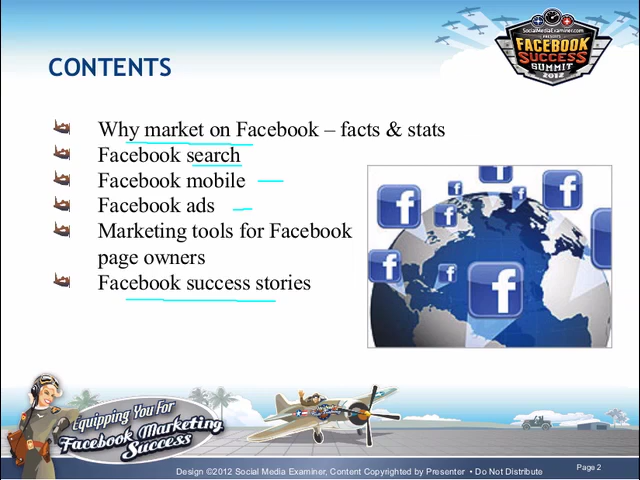 SocialMediaExaminer.com
PRESENTS
FACEBOOK
SUCCESS
SUMMIT
2012
CONTENTS
Why market on Facebook – facts & stats
Facebook search
Facebook mobile
Facebook ads
Marketing tools for Facebook
page owners
Facebook success stories
f
f
f
f
f
f
f
f
Equipping You For
Facebook Marketing
Success
Design ©2012 Social Media Examiner, Content Copyrighted by Presenter • Do Not Distribute
Page 2